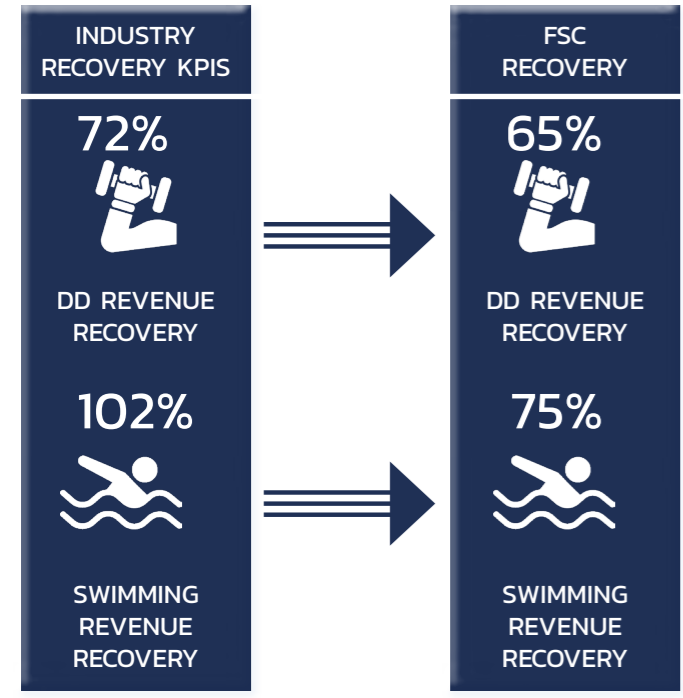 INDUSTRY
RECOVERY KPIS
72%
DD REVENUE
RECOVERY
102%
SWIMMING
REVENUE
RECOVERY
FSC
RECOVERY
65%
DD REVENUE
RECOVERY
75%
SWIMMING
REVENUE
RECOVERY